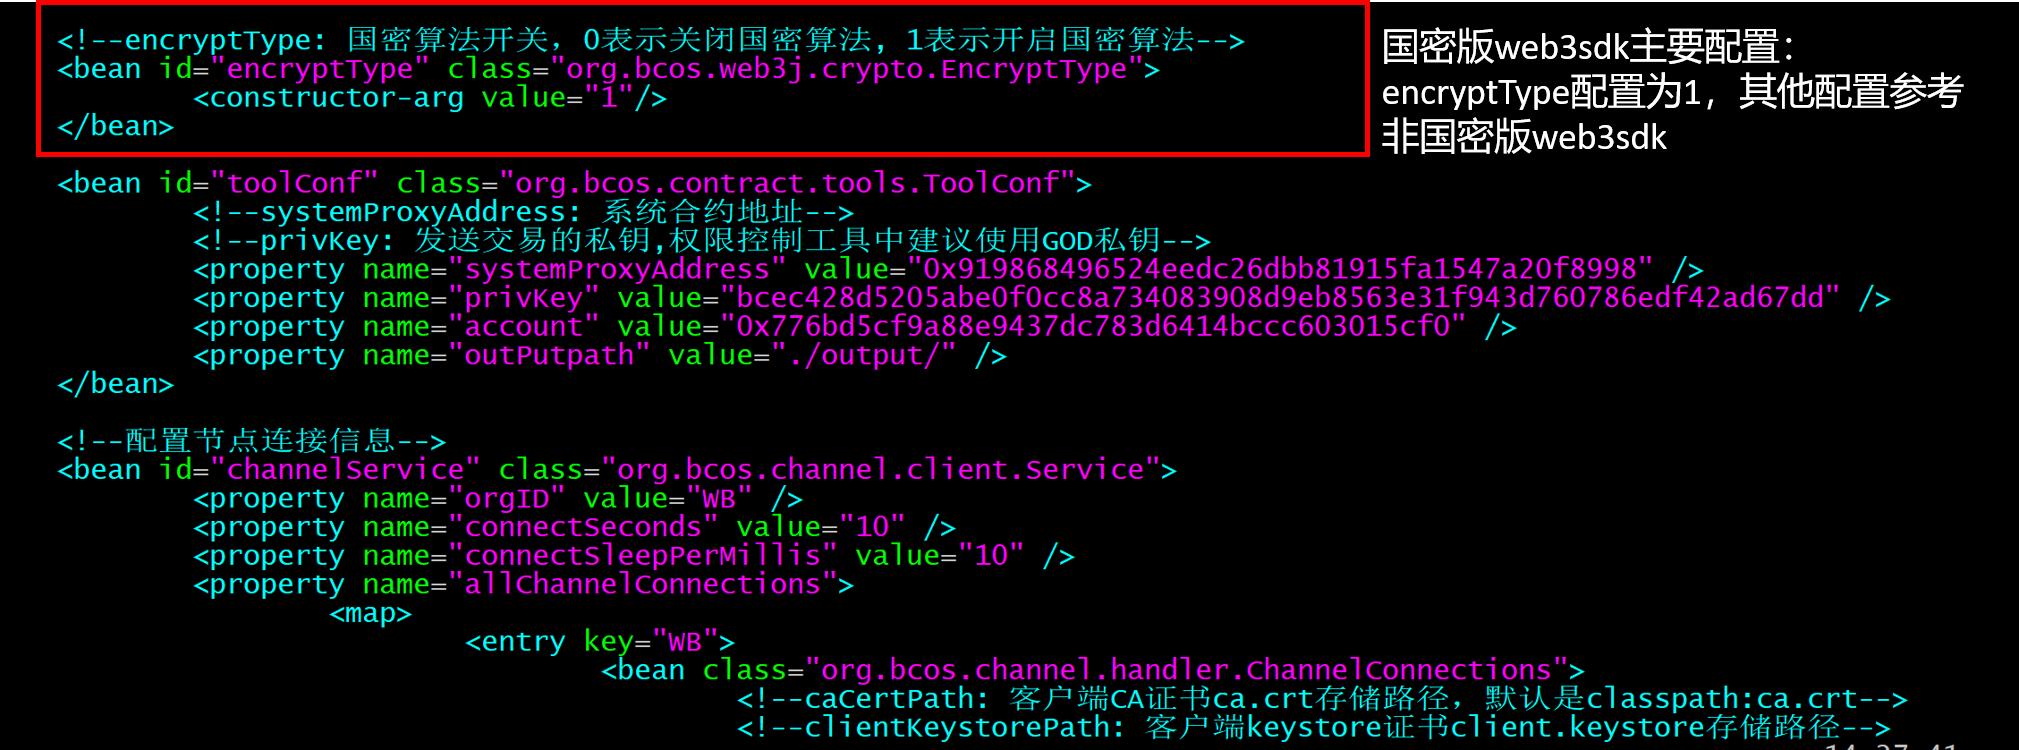 <!--encryptType: 国密算法开关，0表示关闭国密算法, 1表示开启国密算法-->
<bean id="encryptType" class="org.bcos.web3j.crypto.EncryptType">
<constructor-arg value="1"/>
</bean>
国密版web3sdk主要配置：
encryptType配置为1，其他配置参考
非国密版web3sdk
<bean id="toolConf" class="org.bcos.contract.tools.ToolConf">
<!--systemProxyAddress: 系统合约地址-->
<!--privKey: 发送交易的私钥,权限控制工具中建议使用GOD私钥-->
<property name="systemProxyAddress" value="0x919868496524eedc26dbb81915fa1547a20f8998" />
<property name="privKey" value="bcec428d5205abe0f0cc8a734083908d9eb8563e31f943d760786edf42ad67dd" />
<property name="account" value="0x776bd5cf9a88e9437dc783d6414bccc603015cf0" />
<property name="outPutpath" value="./output/" />
</bean>
<!--配置节点连接信息-->
<bean id="channelService" class="org.bcos.channel.client.Service">
<property name="orgID" value="WB" />
<property name="connectSeconds" value="10" />
<property name="connectSleepPerMillis" value="10" />
<property name="allChannelConnections">
<map>
<entry key="WB">
<bean class="org.bcos.channel.handler.ChannelConnections">
<!--caCertPath: 客户端CA证书ca.crt存储路径，默认是classpath:ca.crt-->
<!--clientKeystorePath: 客户端keystore证书client.keystore存储路径-->